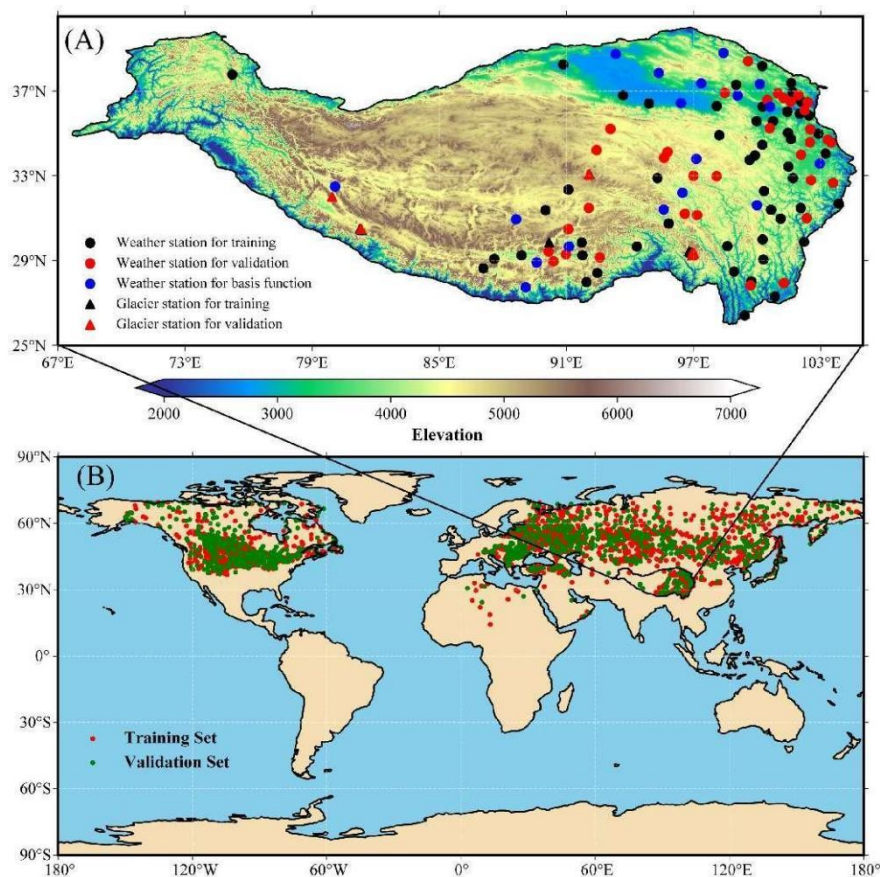 (A)
37°N
33°N
29°N
25°N
Weather station for training
Weather station for validation
Weather station for basis function
Glacier station for training
Glacier station for validation
67°E 73°E 79°E 85°E 91°E 97°E 103°E
2000 3000 4000 5000 6000 7000
Elevation
(B)
90°N
60°N
30°N
0°
30°S
60°S
90°S
Training Set
Validation Set
180° 120°W 60°W 0° 60°E 120°E 180°